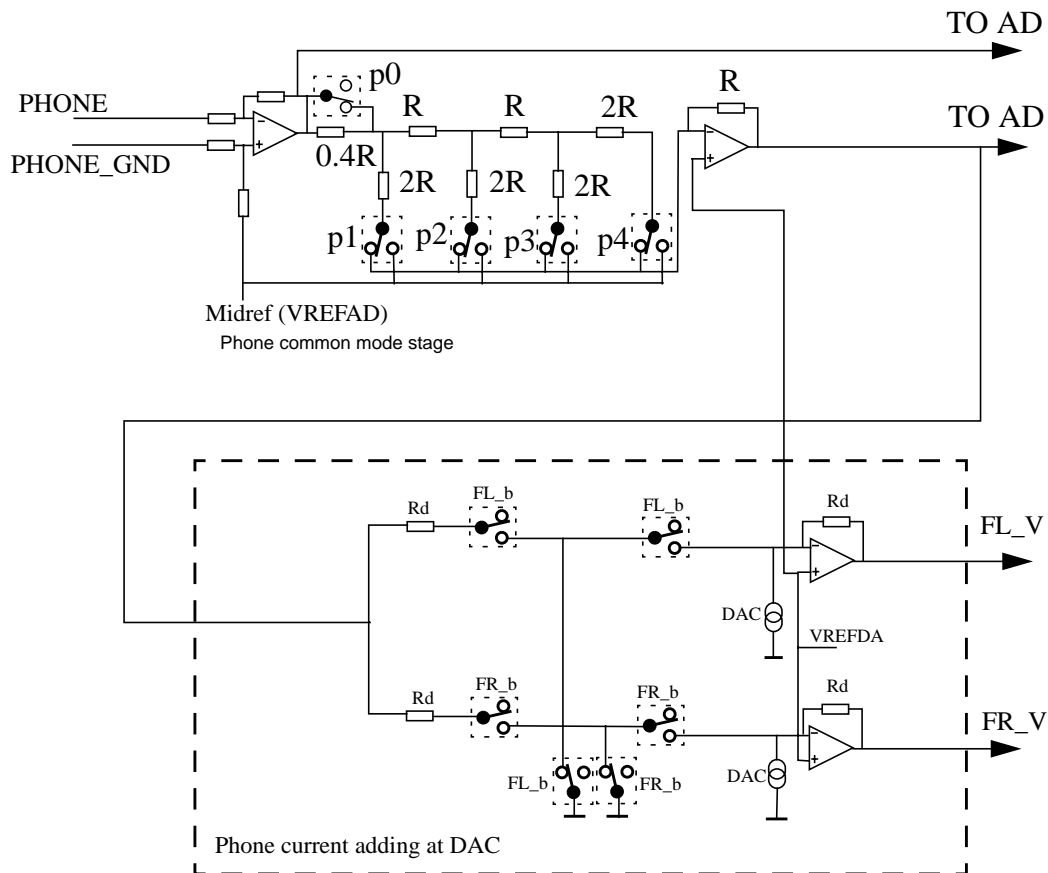 TO AD
p0
PHONE
R
R
2R
R
TO AD
0.4R
PHONE_GND
2R
2R
2R
p1
p2
p3
p4
Midref (VREFAD)
Phone common mode stage
FL_b
FL_b
Rd
Rd
FL_V
DAC
VREFDA
FR_b
FR_b
Rd
Rd
FR_V
FL_b
FR_b
DAC
Phone current adding at DAC